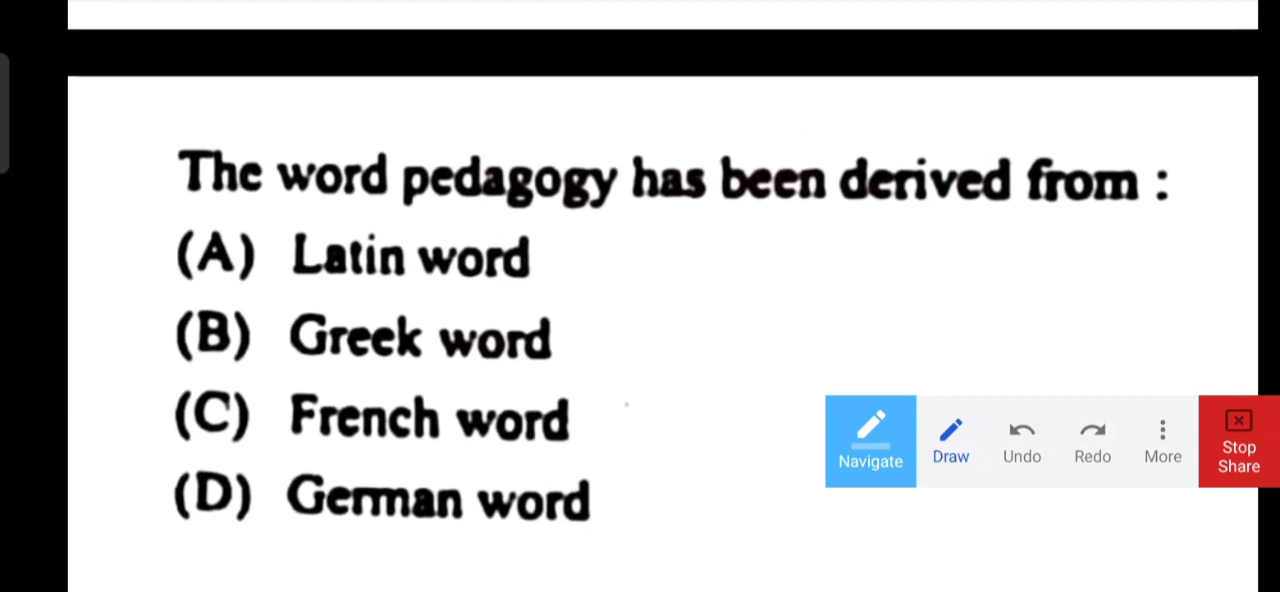 The word pedagogy has been derived from :
(A) Latin word
(B) Greek word
(C) French word
(D) German word
Navigate
Draw
Undo
Redo
More
Stop
Share